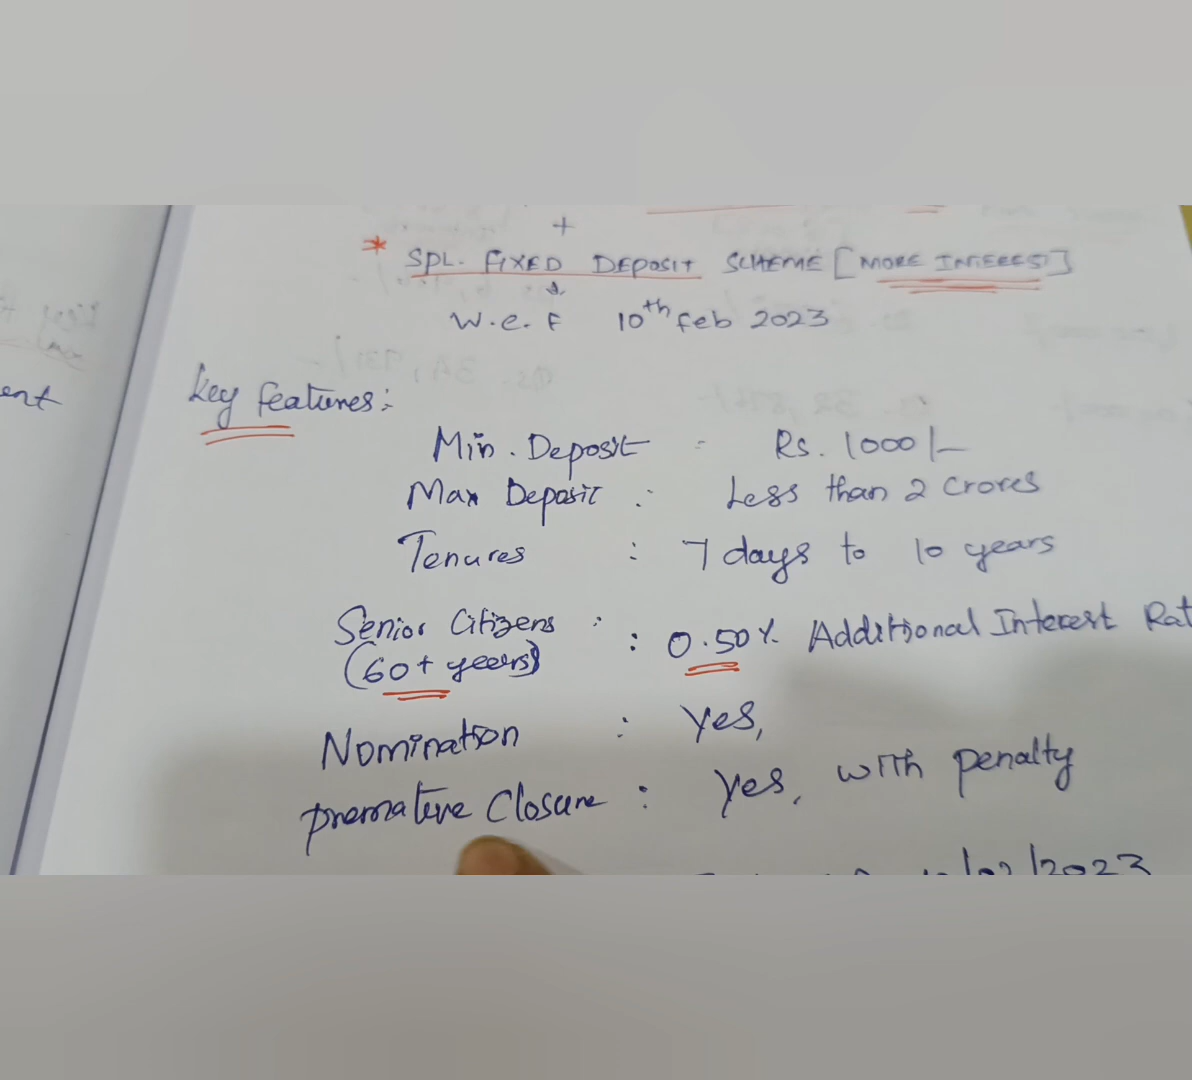 * SPL. FIXED DEPOSIT SCHEME [MORE INTEREST]
W.e.f 10th feb 2023
ent
key features:
Min. Deposit : Rs. 1000/-
Max Deposit : Less than 2 Crores
Tenures : 7 days to 10 years
Senior Citizens : : 0.50% Additional Interest Rat
(60+ years)
Nomination : Yes,
premature Closure : Yes, with penalty
/2023